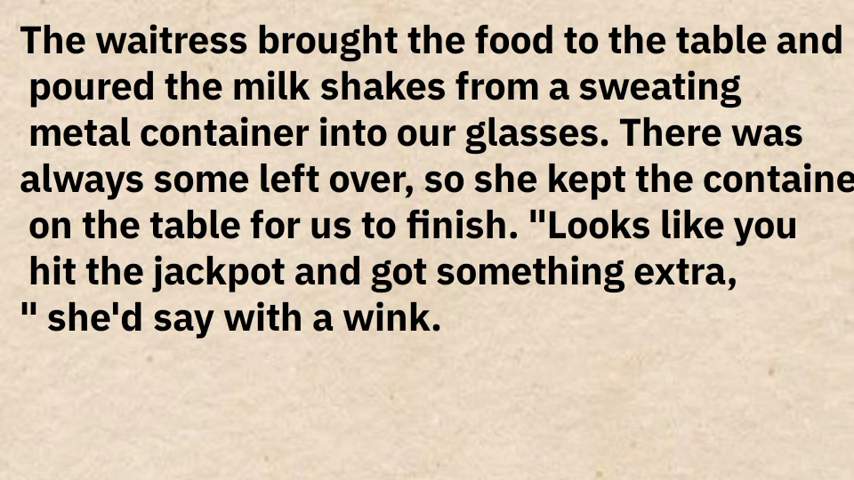 The waitress brought the food to the table and
poured the milk shakes from a sweating
metal container into our glasses. There was
always some left over, so she kept the containe
on the table for us to finish. "Looks like you
hit the jackpot and got something extra,
" she'd say with a wink.